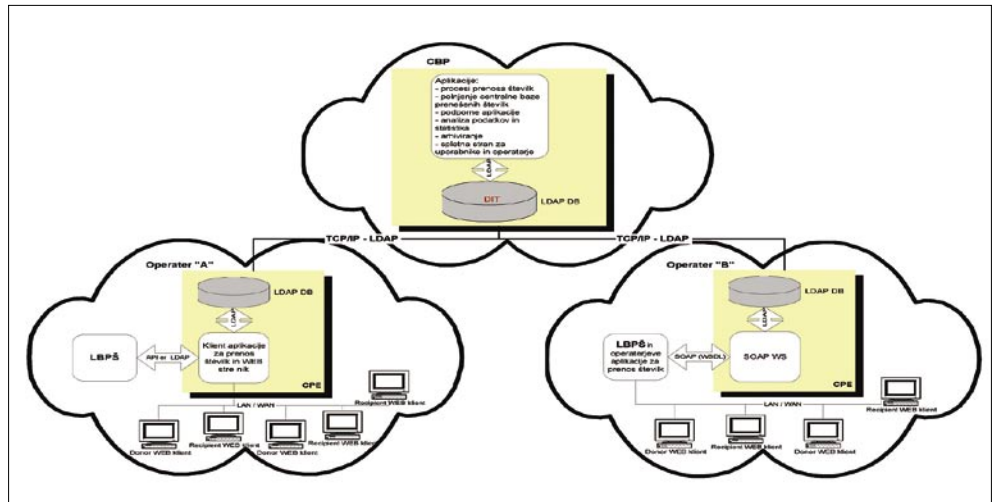 CBP
Aplikacije:
- procesi prenosa številk
- polnjenje centralne baze
prenešenih številk
- podporne aplikacije
- analiza podatkov in
statistika
- arhiviranje
- spletna stran za
uporabnike in operaterje
LDAP
DIT
LDAP DB
TCP/IP - LDAP
TCP/IP - LDAP
Operater "A"
LDAP DB
LDAP
LBPŠ
API er LDAP
Klient aplikacije
za prenos
številk in WEB
stre nik
CPE
LAN / WAN
Recipient WEB klient
Donor WEB klient
Recipient WEB klient
Donor WEB klient
Recipient WEB klient
Operater "B"
LDAP DB
LDAP
LBPŠ in
operaterjeve
aplikacije za
prenos številk
SOAP (WSDL)
SOAP WS
CPE
LAN / WAN
Recipient WEB klient
Donor WEB klient
Recipient WEB klient
Donor WEB klient